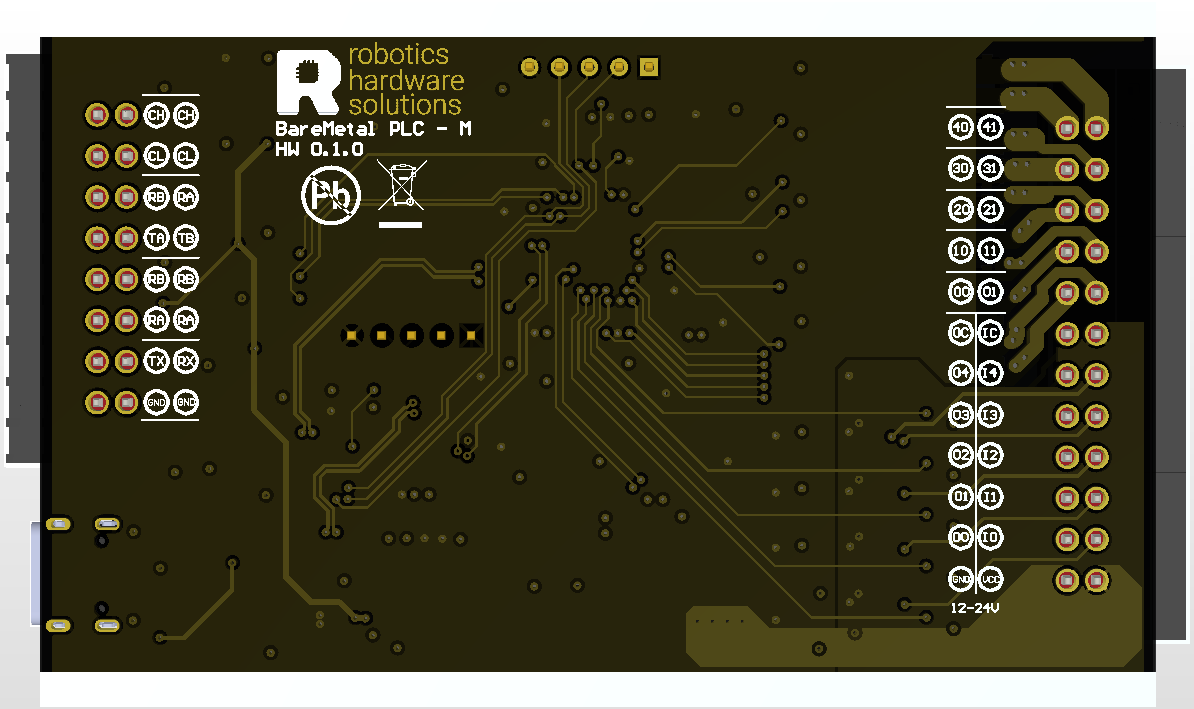 robotics
hardware
solutions
BareMetal PLC - M
HW 0.1.0
Pb
CH CH
CL CL
RB RA
TA TB
RB RB
RA RA
TX RX
GND GND
40 41
30 31
20 21
10 11
00 01
0C IC
04 I4
03 I3
02 I2
01 I1
00 I0
GND VCC
12-24V